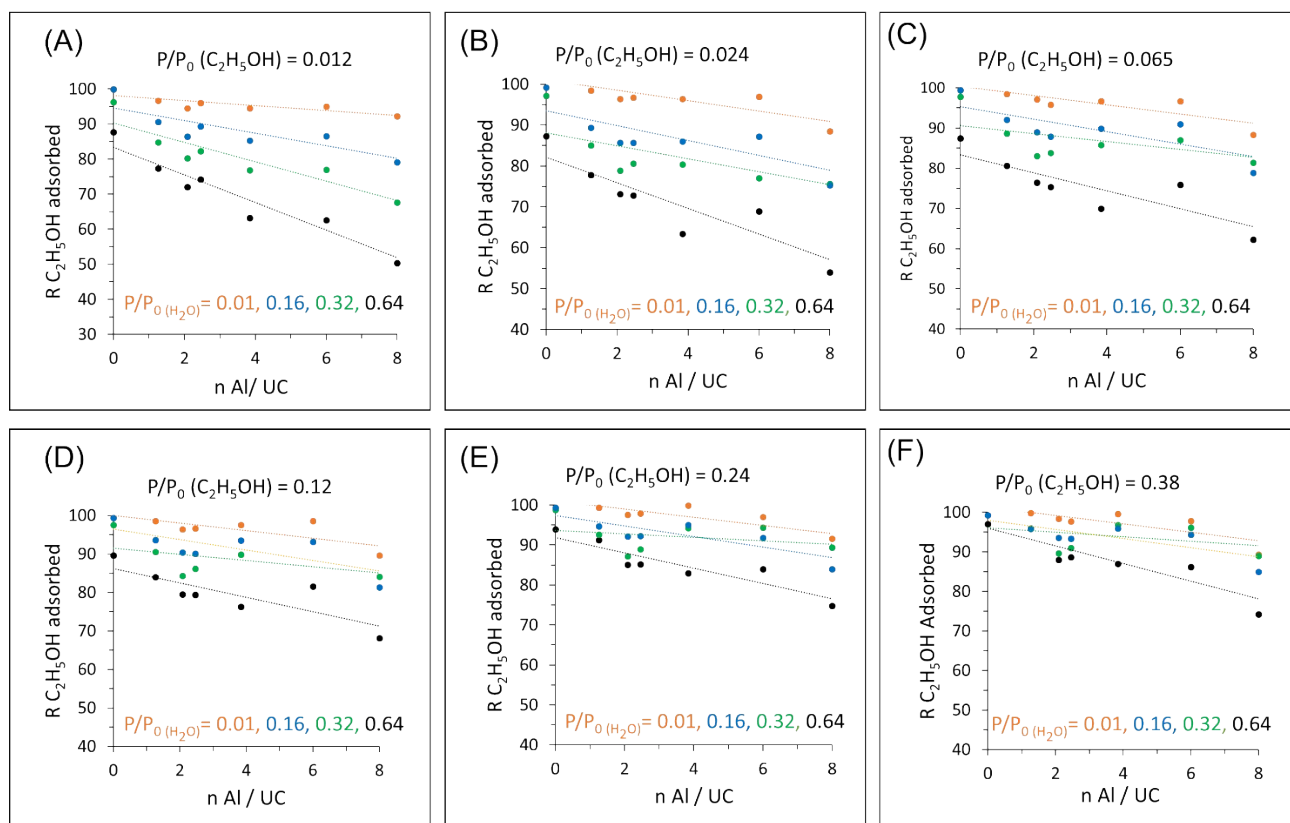 (A)
P/P₀ (C₂H₅OH) = 0.012
R C₂H₅OH adsorbed
100
90
80
70
60
50
40
30
P/P₀ (H₂O)= 0.01, 0.16, 0.32, 0.64
0 2 4 6 8
n Al/ UC
(B)
P/P₀ (C₂H₅OH) = 0.024
R C₂H₅OH adsorbed
100
90
80
70
60
50
40
P/P₀ (H₂O)= 0.01, 0.16, 0.32, 0.64
0 2 4 6 8
n Al / UC
(C)
P/P₀ (C₂H₅OH) = 0.065
R C₂H₅OH adsorbed
100
90
80
70
60
50
40
P/P₀ (H₂O)= 0.01, 0.16, 0.32, 0.64
0 2 4 6 8
n Al/ UC
(D)
P/P₀ (C₂H₅OH) = 0.12
R C₂H₅OH adsorbed
100
90
80
70
60
50
40
P/P₀ (H₂O)= 0.01, 0.16, 0.32, 0.64
0 2 4 6 8
n Al / UC
(E)
P/P₀ (C₂H₅OH) = 0.24
R C₂H₅OH adsorbed
100
90
80
70
60
50
40
P/P₀ (H₂O)= 0.01, 0.16, 0.32, 0.64
0 2 4 6 8
n Al / UC
(F)
P/P₀ (C₂H₅OH) = 0.38
R C₂H₅OH Adsorbed
100
90
80
70
60
50
40
P/P₀ (H₂O)= 0.01, 0.16, 0.32, 0.64
0 2 4 6 8
n Al / UC